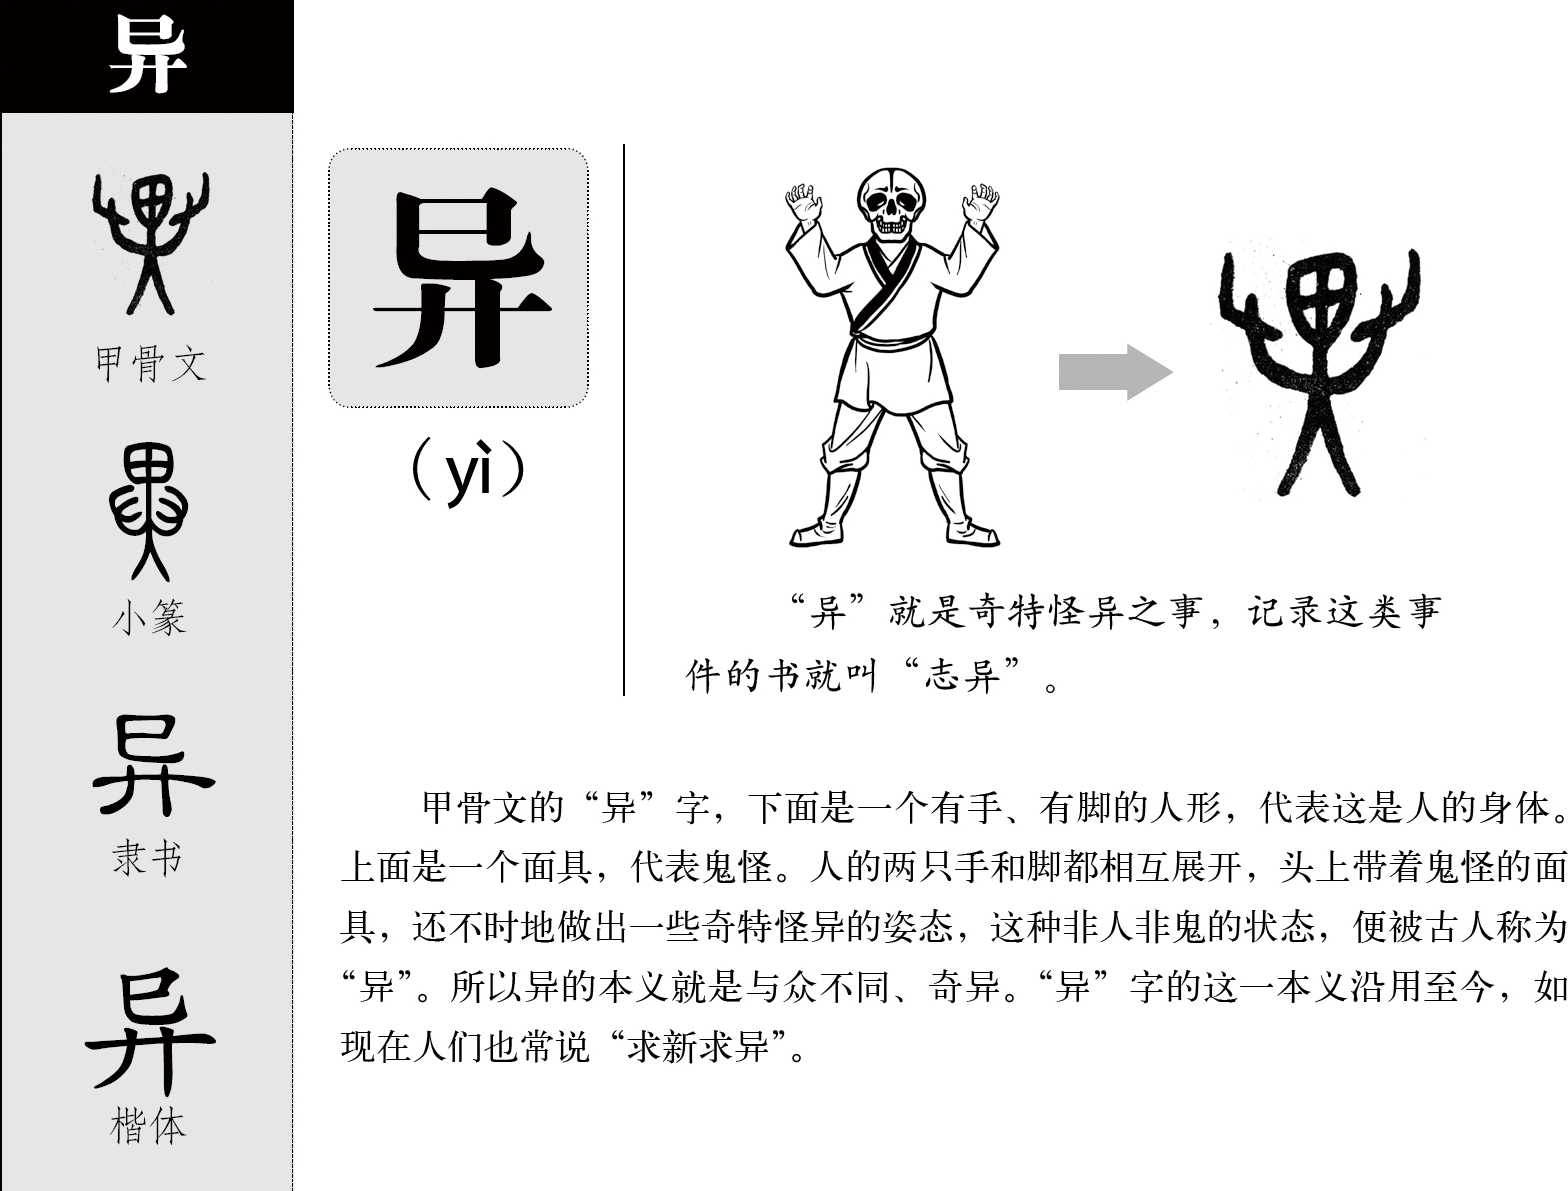 异
甲骨文
小篆
异
隶书
异
楷体
异
（yì）
“异”就是奇特怪异之事，记录这类事
件的书就叫“志异”。
甲骨文的“异”字，下面是一个有手、有脚的人形，代表这是人的身体。
上面是一个面具，代表鬼怪。人的两只手和脚都相互展开，头上带着鬼怪的面
具，还不时地做出一些奇特怪异的姿态，这种非人非鬼的状态，便被古人称为
“异”。所以异的本义就是与众不同、奇异。“异”字的这一本义沿用至今，如
现在人们也常说“求新求异”。